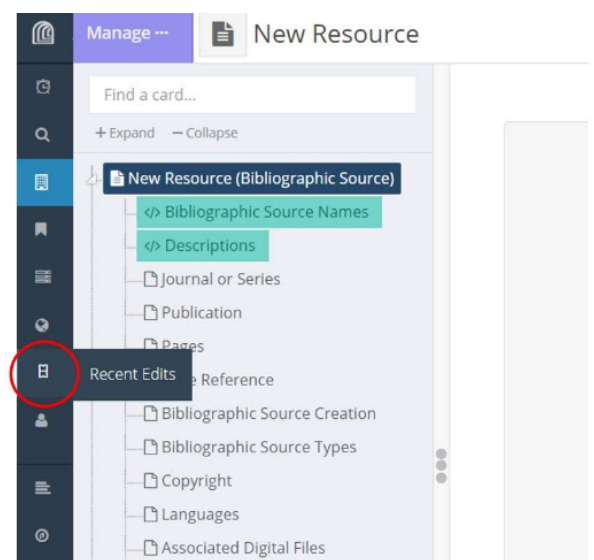 Manage ...
New Resource
Find a card...
+ Expand − Collapse
New Resource (Bibliographic Source)
</> Bibliographic Source Names
</> Descriptions
Journal or Series
Publication
Pages
Recent Edits
Reference
Bibliographic Source Creation
Bibliographic Source Types
Copyright
Languages
Associated Digital Files